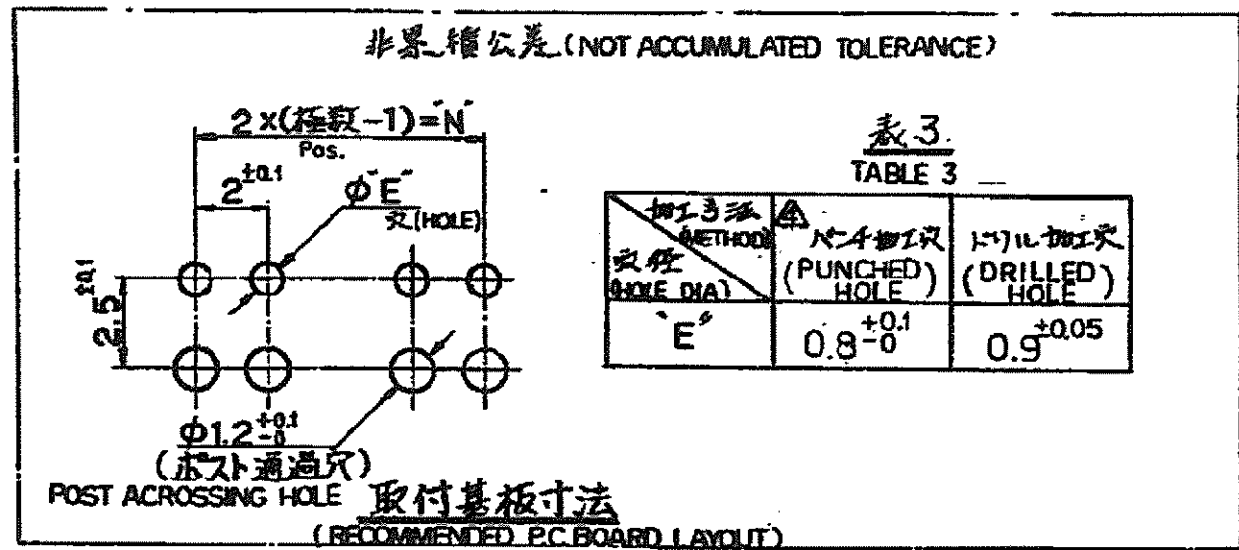 非累積公差 (NOT ACCUMULATED TOLERANCE)
2×(極数-1)="N"
Pos.
2 ±0.1
φ"E"
穴(HOLE)
2.5 ±0.1
φ1.2 +0.1 -0
(ポスト通過穴)
POST ACROSSING HOLE
取付基板寸法
(RECOMMENDED P.C.BOARD LAYOUT)
表3.
TABLE 3
加工方法
(METHOD)
穴径
(HOLE DIA)
4
パンチ加工穴
(PUNCHED HOLE)
ドリル加工穴
(DRILLED HOLE)
"E"
0.8 +0.1 -0
0.9 ±0.05